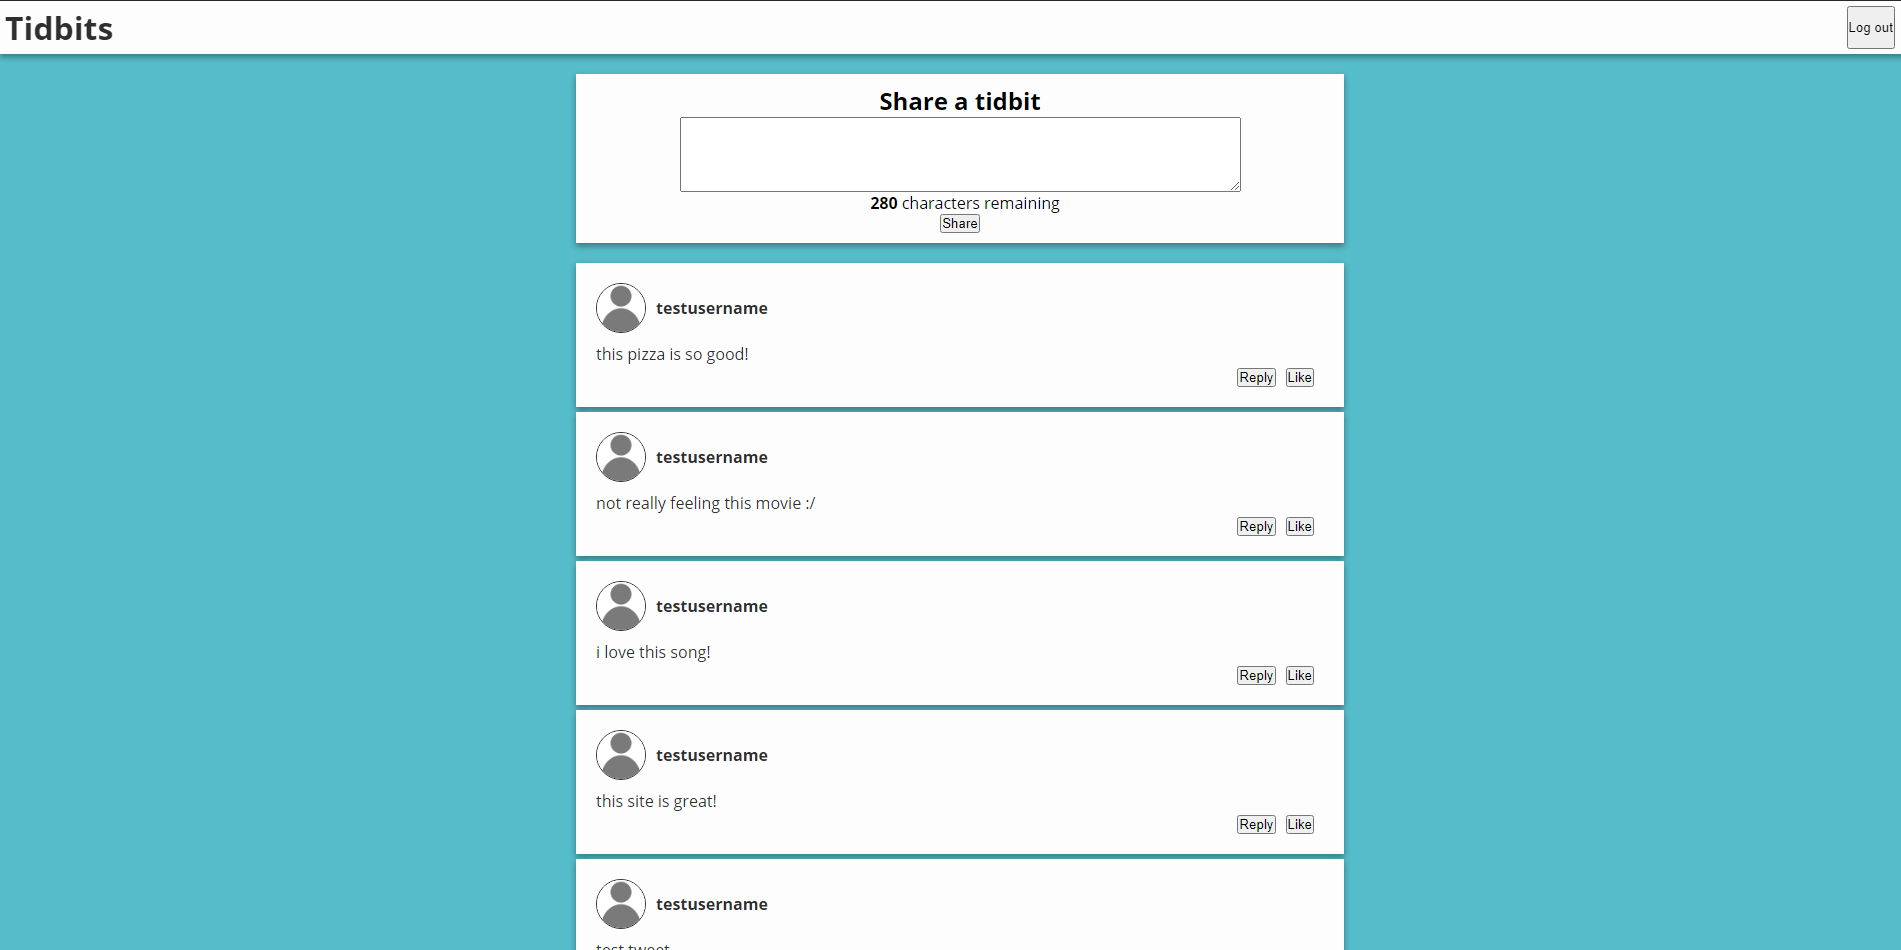 Tidbits
Log out
Share a tidbit
280 characters remaining
Share
testusername
this pizza is so good!
Reply Like
testusername
not really feeling this movie :/
Reply Like
testusername
i love this song!
Reply Like
testusername
this site is great!
Reply Like
testusername
test tweet